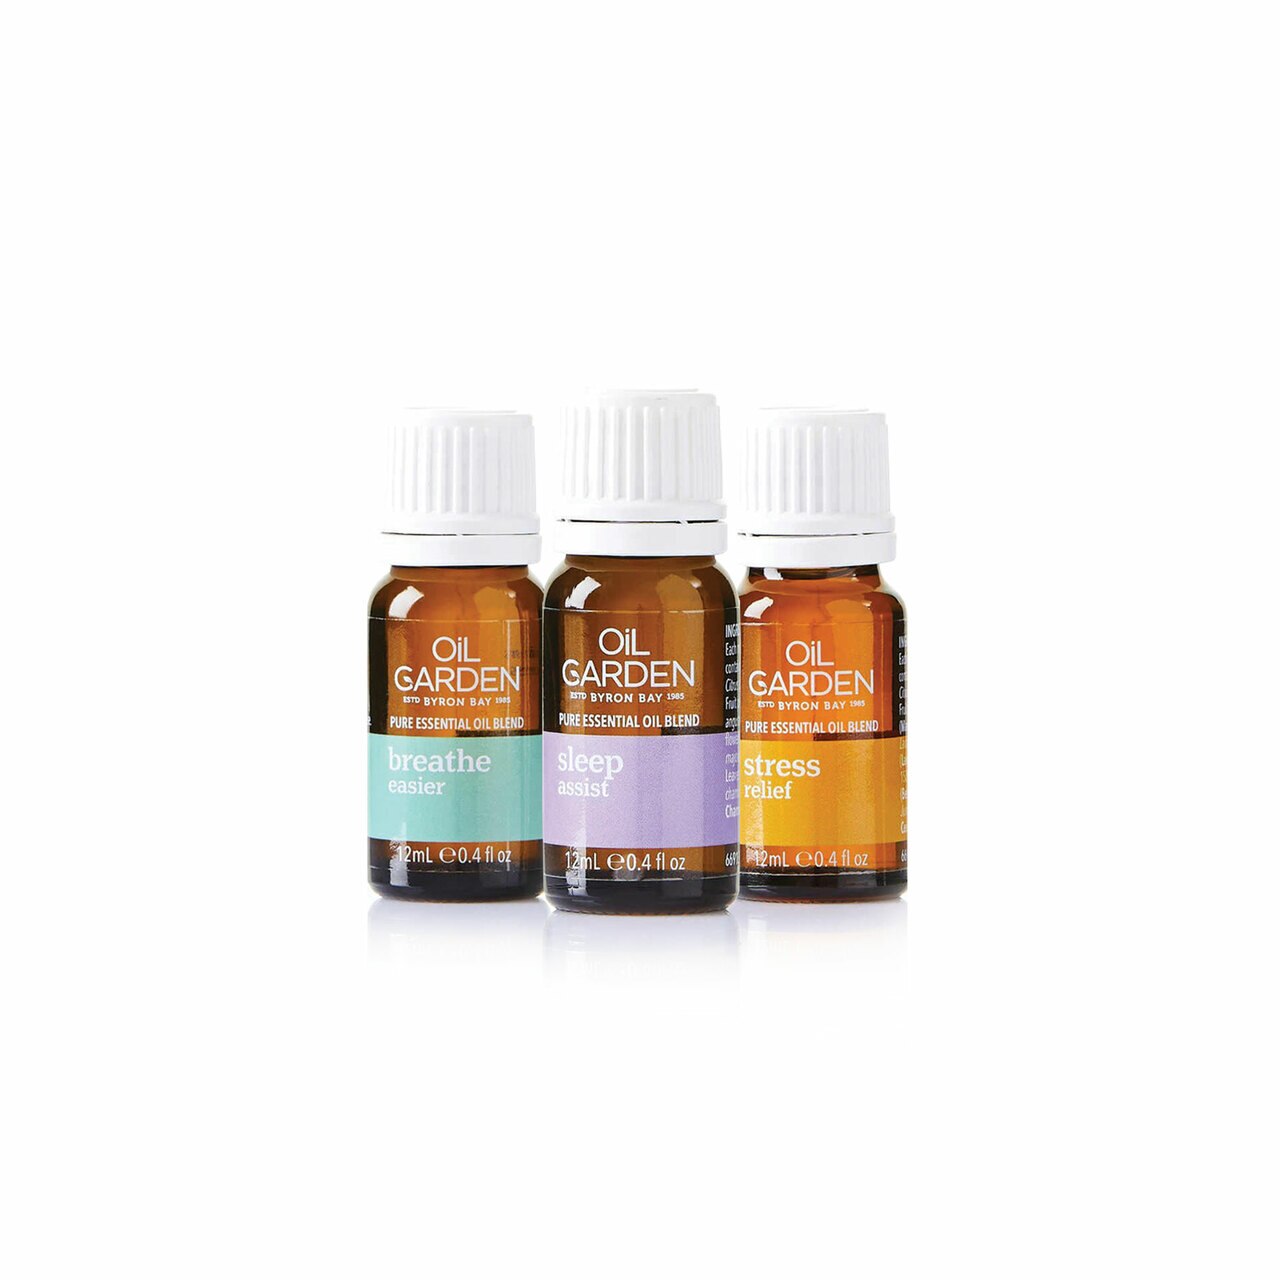 OiL
GARDEN
ESTD BYRON BAY 1985
PURE ESSENTIAL OIL BLEND
breathe
easier
12mL ℮0.4 fl oz
OiL
GARDEN
ESTD BYRON BAY 1985
PURE ESSENTIAL OIL BLEND
sleep
assist
12mL ℮0.4 fl oz
OiL
GARDEN
ESTD BYRON BAY 1985
PURE ESSENTIAL OIL BLEND
stress
relief
12mL ℮0.4 fl oz